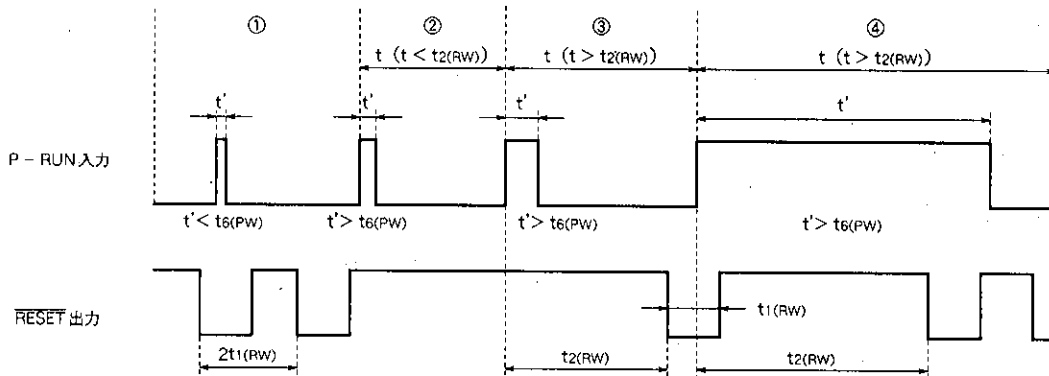 ① ② ③ ④
t (t < t2(RW)) t (t > t2(RW)) t (t > t2(RW))
t' t' t' t'
P－RUN入力
t'< t6(PW) t'> t6(PW) t'> t6(PW) t'> t6(PW)
RESET出力
t1(RW)
2t1(RW) t2(RW) t2(RW)